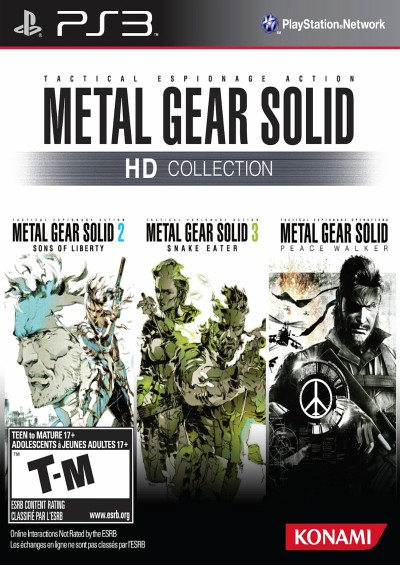 PS3
PlayStation®Network
TACTICAL ESPIONAGE ACTION
METAL GEAR SOLID
HD COLLECTION
TACTICAL ESPIONAGE ACTION
METAL GEAR SOLID 2
SONS OF LIBERTY
TACTICAL ESPIONAGE ACTION
METAL GEAR SOLID 3
SNAKE EATER
TACTICAL ESPIONAGE OPERATIONS
METAL GEAR SOLID
PEACE WALKER
TEEN to MATURE 17+
ADOLESCENTS à JEUNES ADULTES 17+
T-M
ESRB CONTENT RATING
CLASSIFIÉ PAR L'ESRB
www.esrb.org
Online Interactions Not Rated by the ESRB
Les échanges en ligne ne sont pas classés par l'ESRB
KONAMI